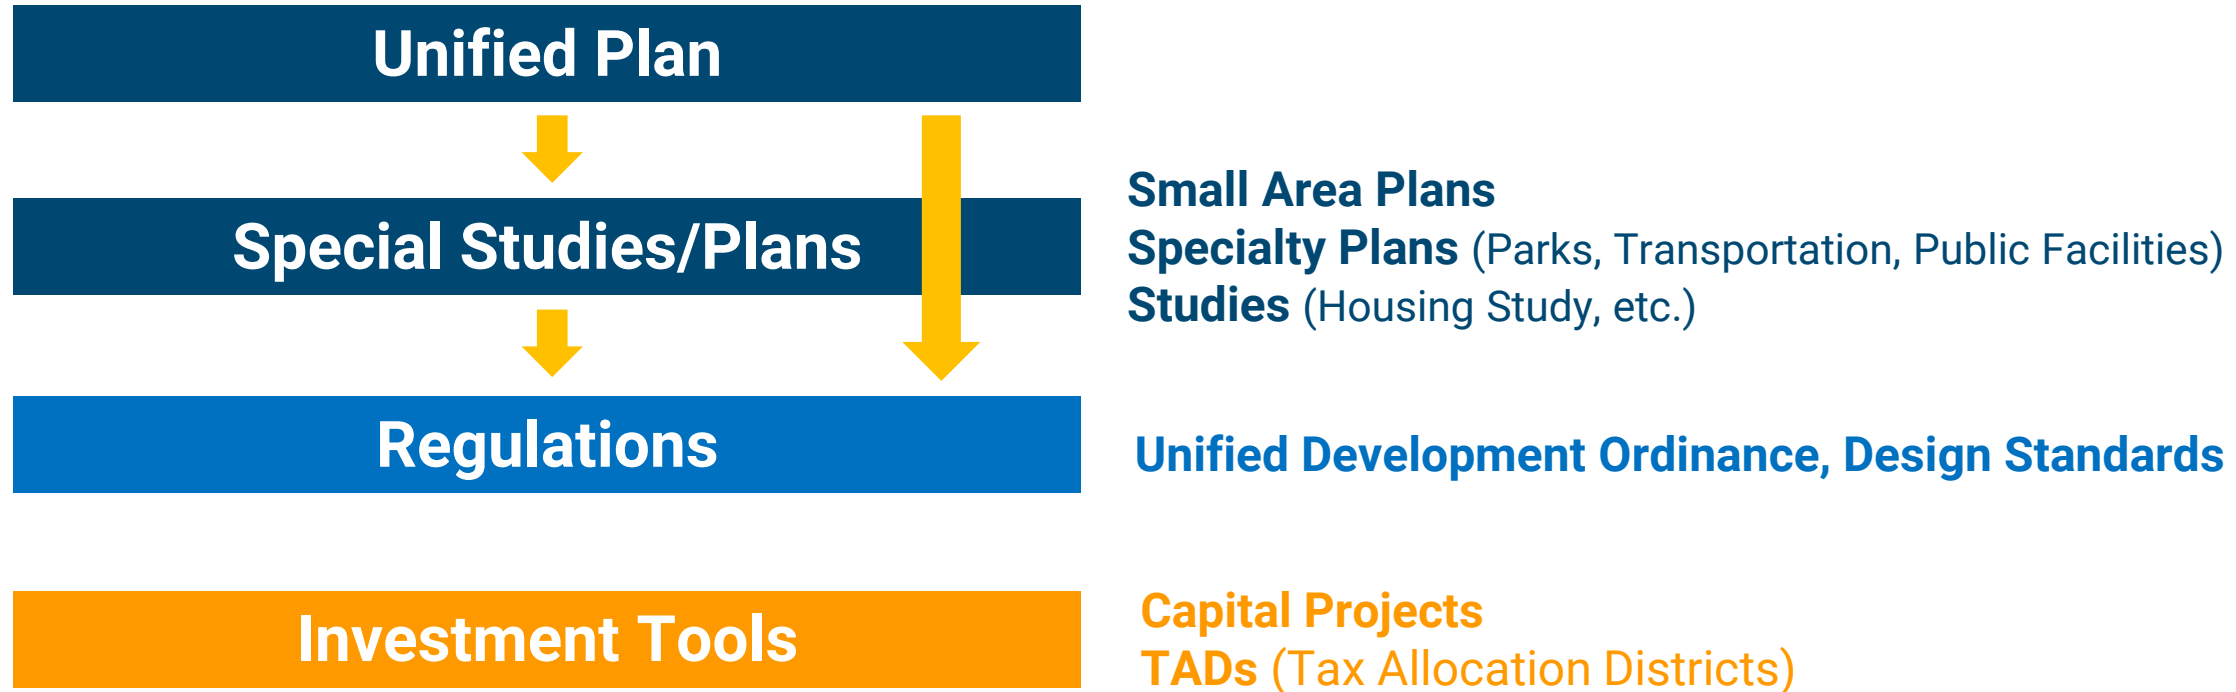 Unified Plan
Special Studies/Plans
Small Area Plans
Specialty Plans (Parks, Transportation, Public Facilities)
Studies (Housing Study, etc.)
Regulations
Unified Development Ordinance, Design Standards
Investment Tools
Capital Projects
TADs (Tax Allocation Districts)